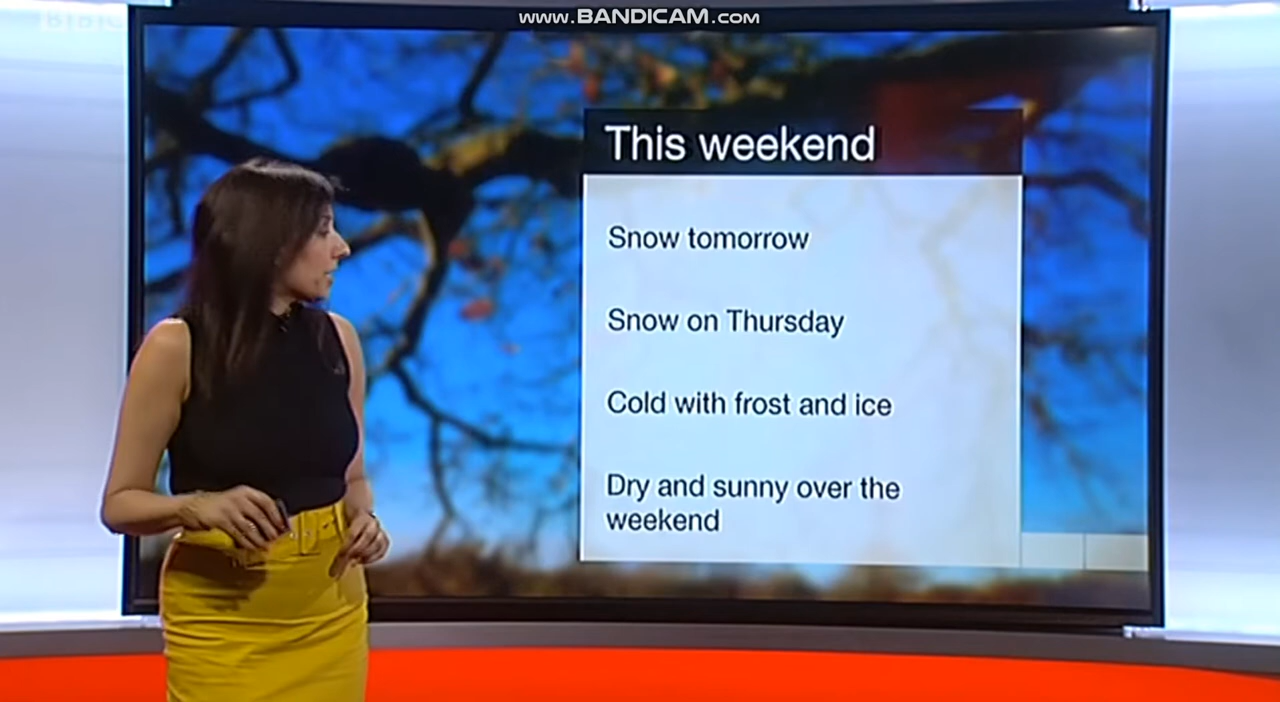 BBC
www.BANDICAM.com
This weekend
Snow tomorrow
Snow on Thursday
Cold with frost and ice
Dry and sunny over the
weekend